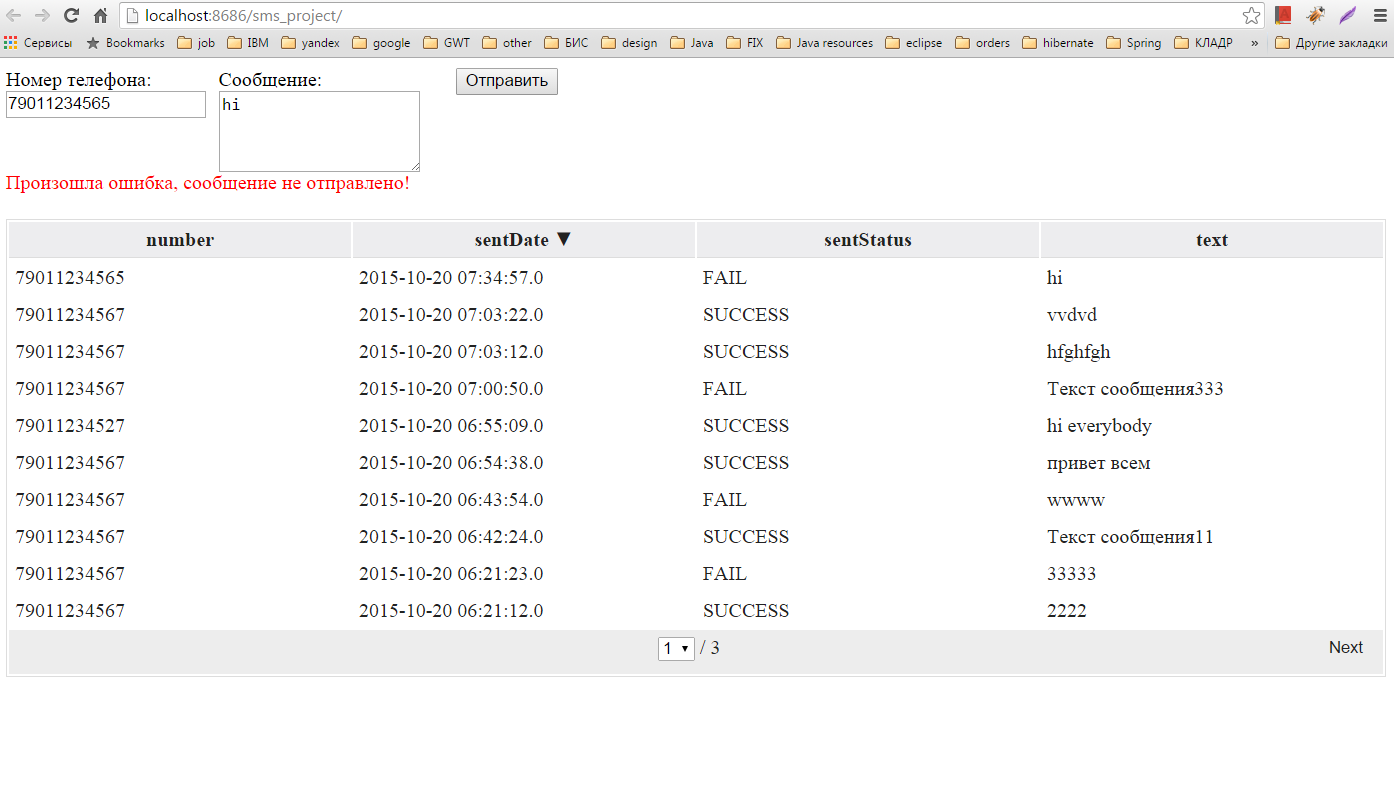 localhost:8686/sms_project/
Сервисы Bookmarks job IBM yandex google GWT other БИС design Java FIX Java resources eclipse orders hibernate Spring КЛАДР » Другие закладки
Номер телефона: Сообщение: Отправить
79011234565 hi
Произошла ошибка, сообщение не отправлено!
number sentDate ▼ sentStatus text
79011234565 2015-10-20 07:34:57.0 FAIL hi
79011234567 2015-10-20 07:03:22.0 SUCCESS vvdvd
79011234567 2015-10-20 07:03:12.0 SUCCESS hfghfgh
79011234567 2015-10-20 07:00:50.0 FAIL Текст сообщения333
79011234527 2015-10-20 06:55:09.0 SUCCESS hi everybody
79011234567 2015-10-20 06:54:38.0 SUCCESS привет всем
79011234567 2015-10-20 06:43:54.0 FAIL wwww
79011234567 2015-10-20 06:42:24.0 SUCCESS Текст сообщения11
79011234567 2015-10-20 06:21:23.0 FAIL 33333
79011234567 2015-10-20 06:21:12.0 SUCCESS 2222
1 ▼ / 3 Next